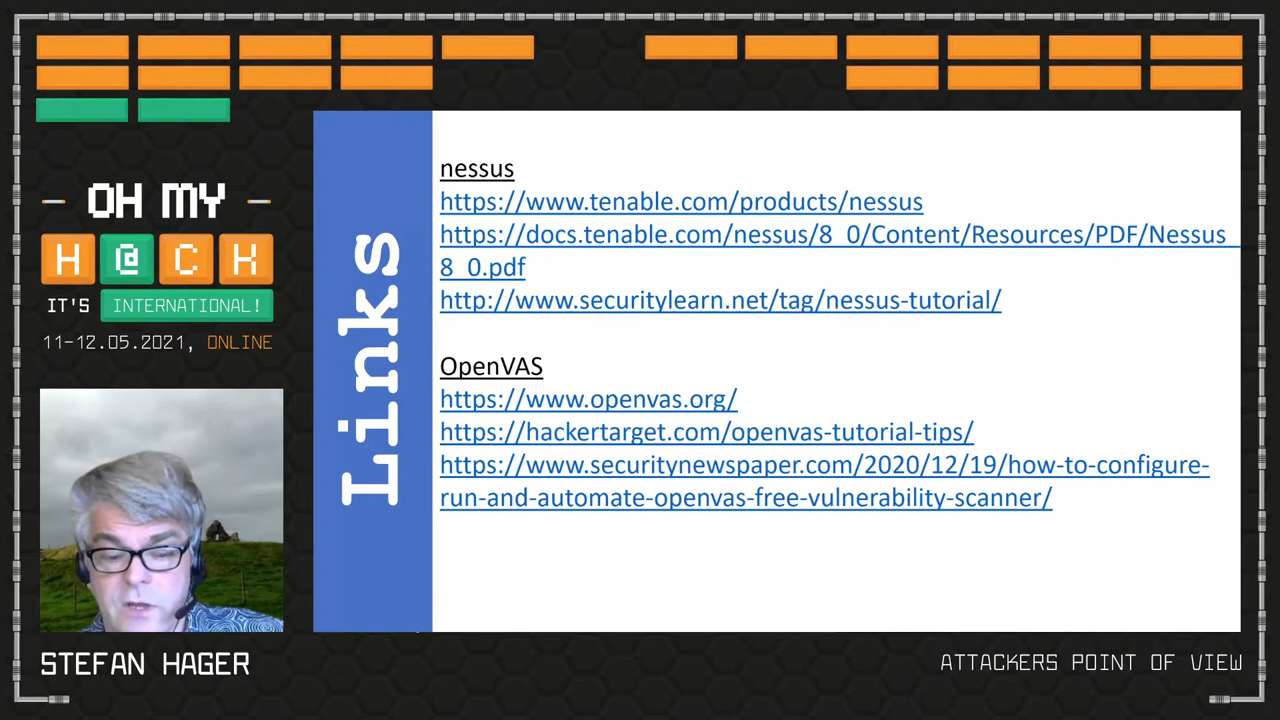 OH MY
H@CK
IT'S INTERNATIONAL!
11-12.05.2021, ONLINE
STEFAN HAGER
Links
nessus
https://www.tenable.com/products/nessus
https://docs.tenable.com/nessus/8_0/Content/Resources/PDF/Nessus_
8_0.pdf
http://www.securitylearn.net/tag/nessus-tutorial/
OpenVAS
https://www.openvas.org/
https://hackertarget.com/openvas-tutorial-tips/
https://www.securitynewspaper.com/2020/12/19/how-to-configure-
run-and-automate-openvas-free-vulnerability-scanner/
ATTACKERS POINT OF VIEW